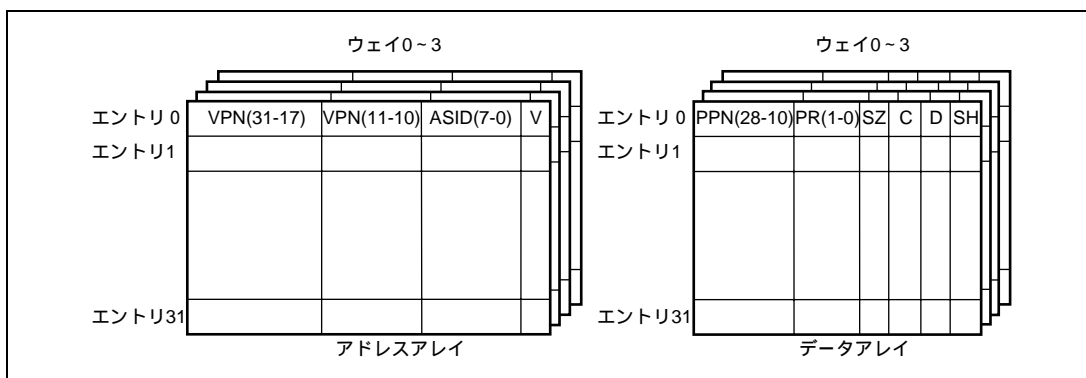 ウェイ0~3
エントリ 0 VPN(31-17) VPN(11-10) ASID(7-0) V
エントリ1
エントリ31
アドレスアレイ
ウェイ0~3
エントリ 0 PPN(28-10) PR(1-0) SZ C D SH
エントリ1
エントリ31
データアレイ